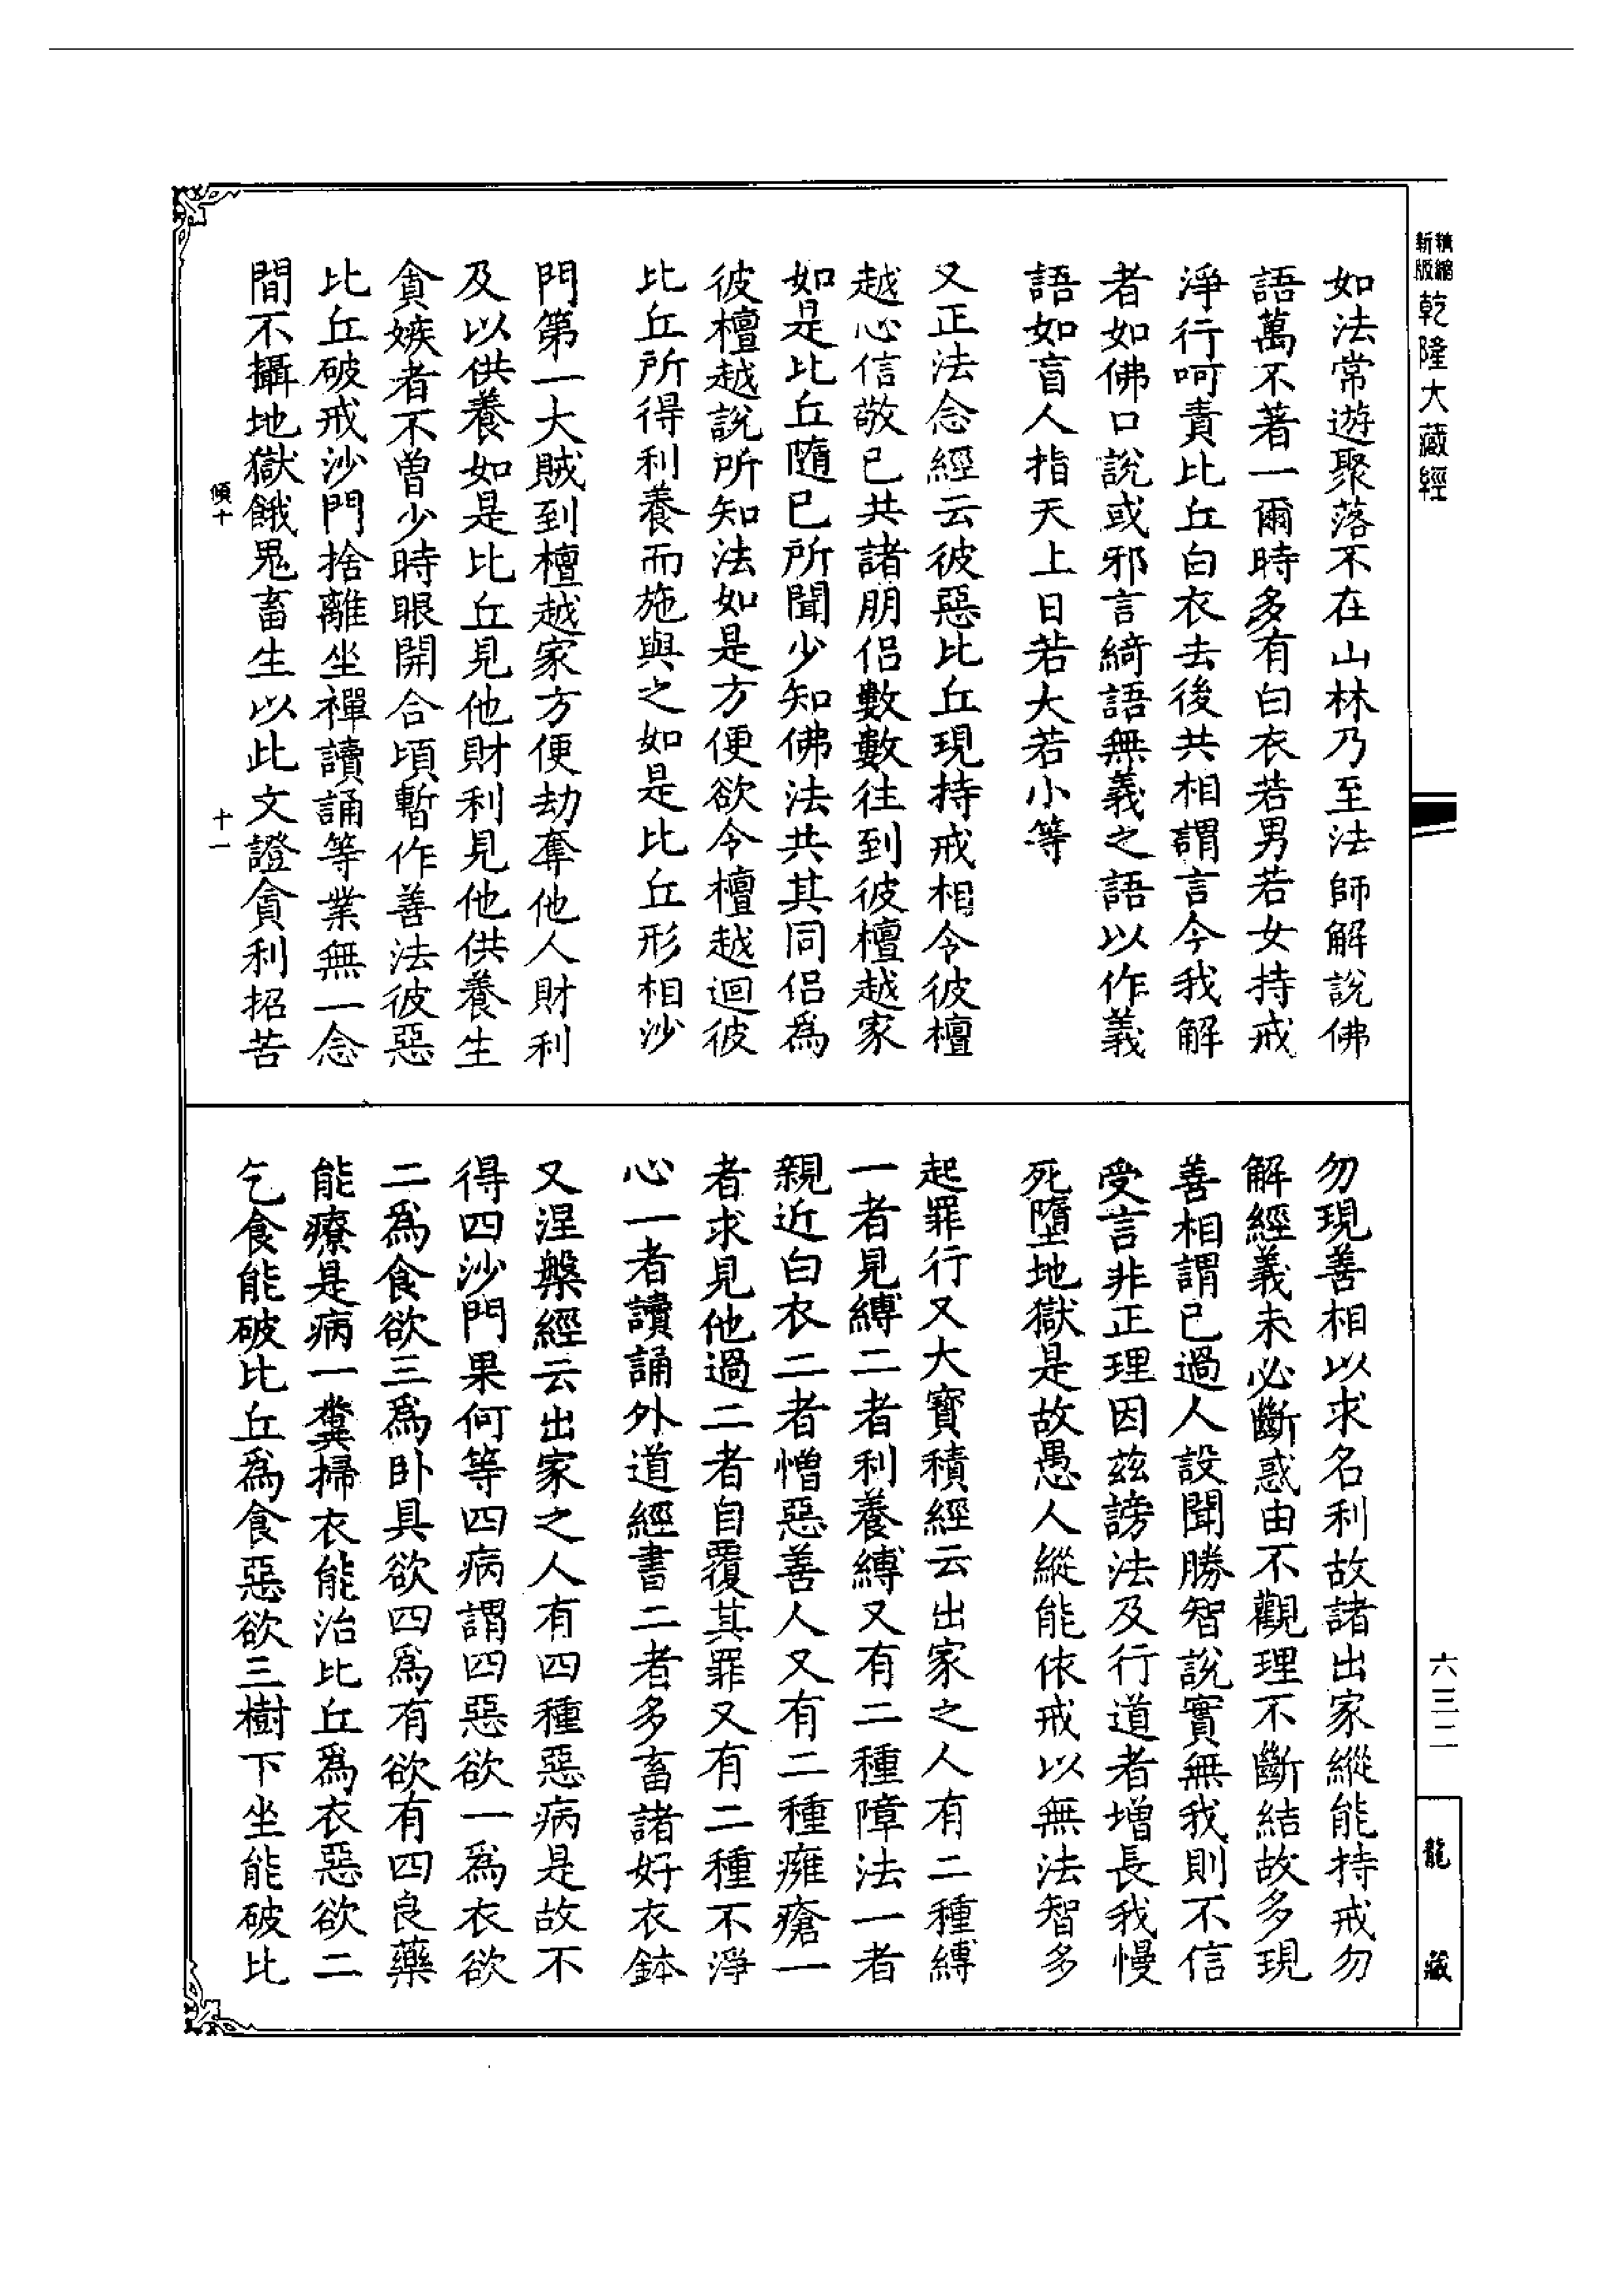 精縮新版乾隆大藏經
如法常遊聚落不在山林乃至法師解說佛
語萬不著一爾時多有白衣若男若女持戒
淨行呵責比丘白衣去後共相謂言今我解
者如佛口說或邪言綺語無義之語以作義
語如盲人指天上日若大若小等
又正法念經云彼惡比丘現持戒相令彼檀
越心信敬已共諸朋侶數數往到彼檀越家
如是比丘隨已所聞少知佛法共其同侶爲
彼檀越說所知法如是方便欲令檀越迴彼
比丘所得利養而施與之如是比丘形相沙
門第一大賊到檀越家方便劫奪他人財利
及以供養如是比丘見他財利見他供養生
貪嫉者不曾少時眼開合頃暫作善法彼惡
比丘破戒沙門捨離坐禪讀誦等業無一念
間不攝地獄餓鬼畜生以此文證貪利招苦
傾十 十一
勿現善相以求名利故諸出家縱能持戒勿
解經義未必斷惑由不觀理不斷結故多現
善相謂已過人設聞勝智說實無我則不信
受言非正理因玆謗法及行道者增長我慢
死墮地獄是故愚人縱能依戒以無法智多
起罪行又大寶積經云出家之人有二種縛
一者見縛二者利養縛又有二種障法一者
親近白衣二者憎惡善人又有二種癰瘡一
者求見他過二者自覆其罪又有二種不淨
心一者讀誦外道經書二者多畜諸好衣鉢
又涅槃經云出家之人有四種惡病是故不
得四沙門果何等四病謂四惡欲一爲衣欲
二爲食欲三爲卧具欲四爲有欲有四良藥
能療是病一糞掃衣能治比丘爲衣惡欲二
乞食能破比丘爲食惡欲三樹下坐能破比
六三二
龍藏